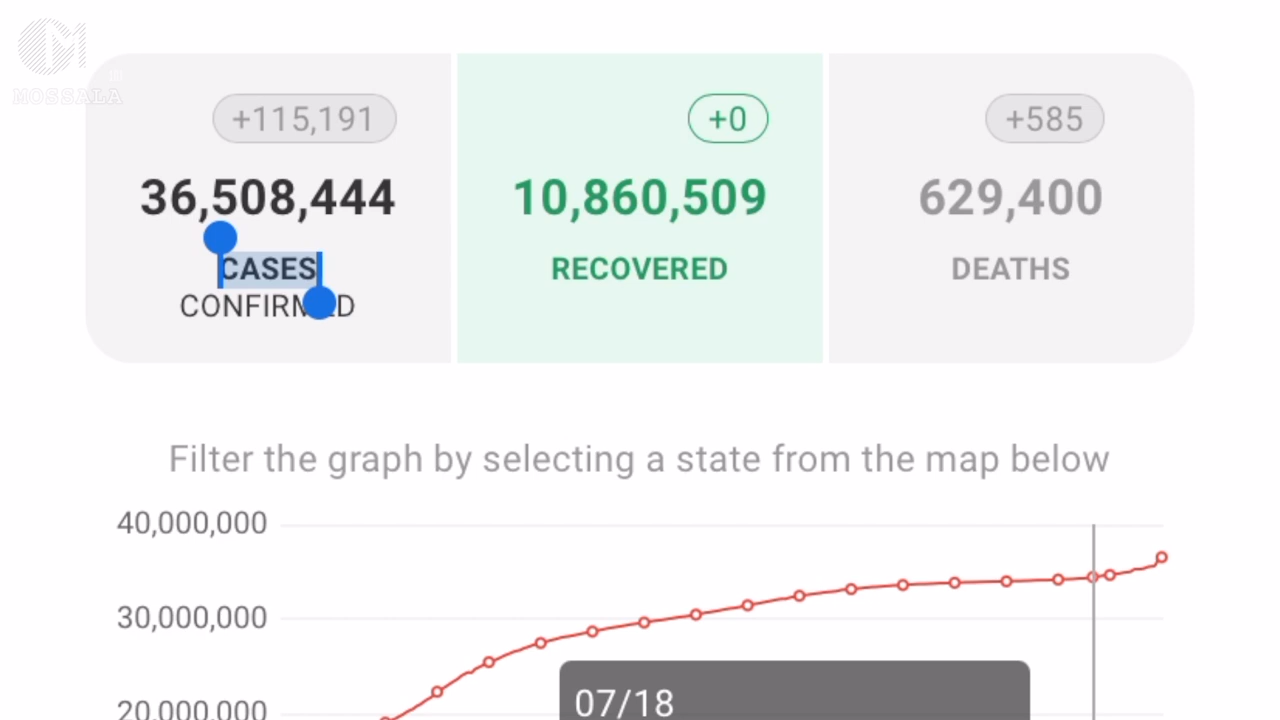 MOSSALA
+115,191
+0
+585
36,508,444
10,860,509
629,400
CASES
RECOVERED
DEATHS
Filter the graph by selecting a state from the map below
40,000,000
30,000,000
20,000,000
07/18